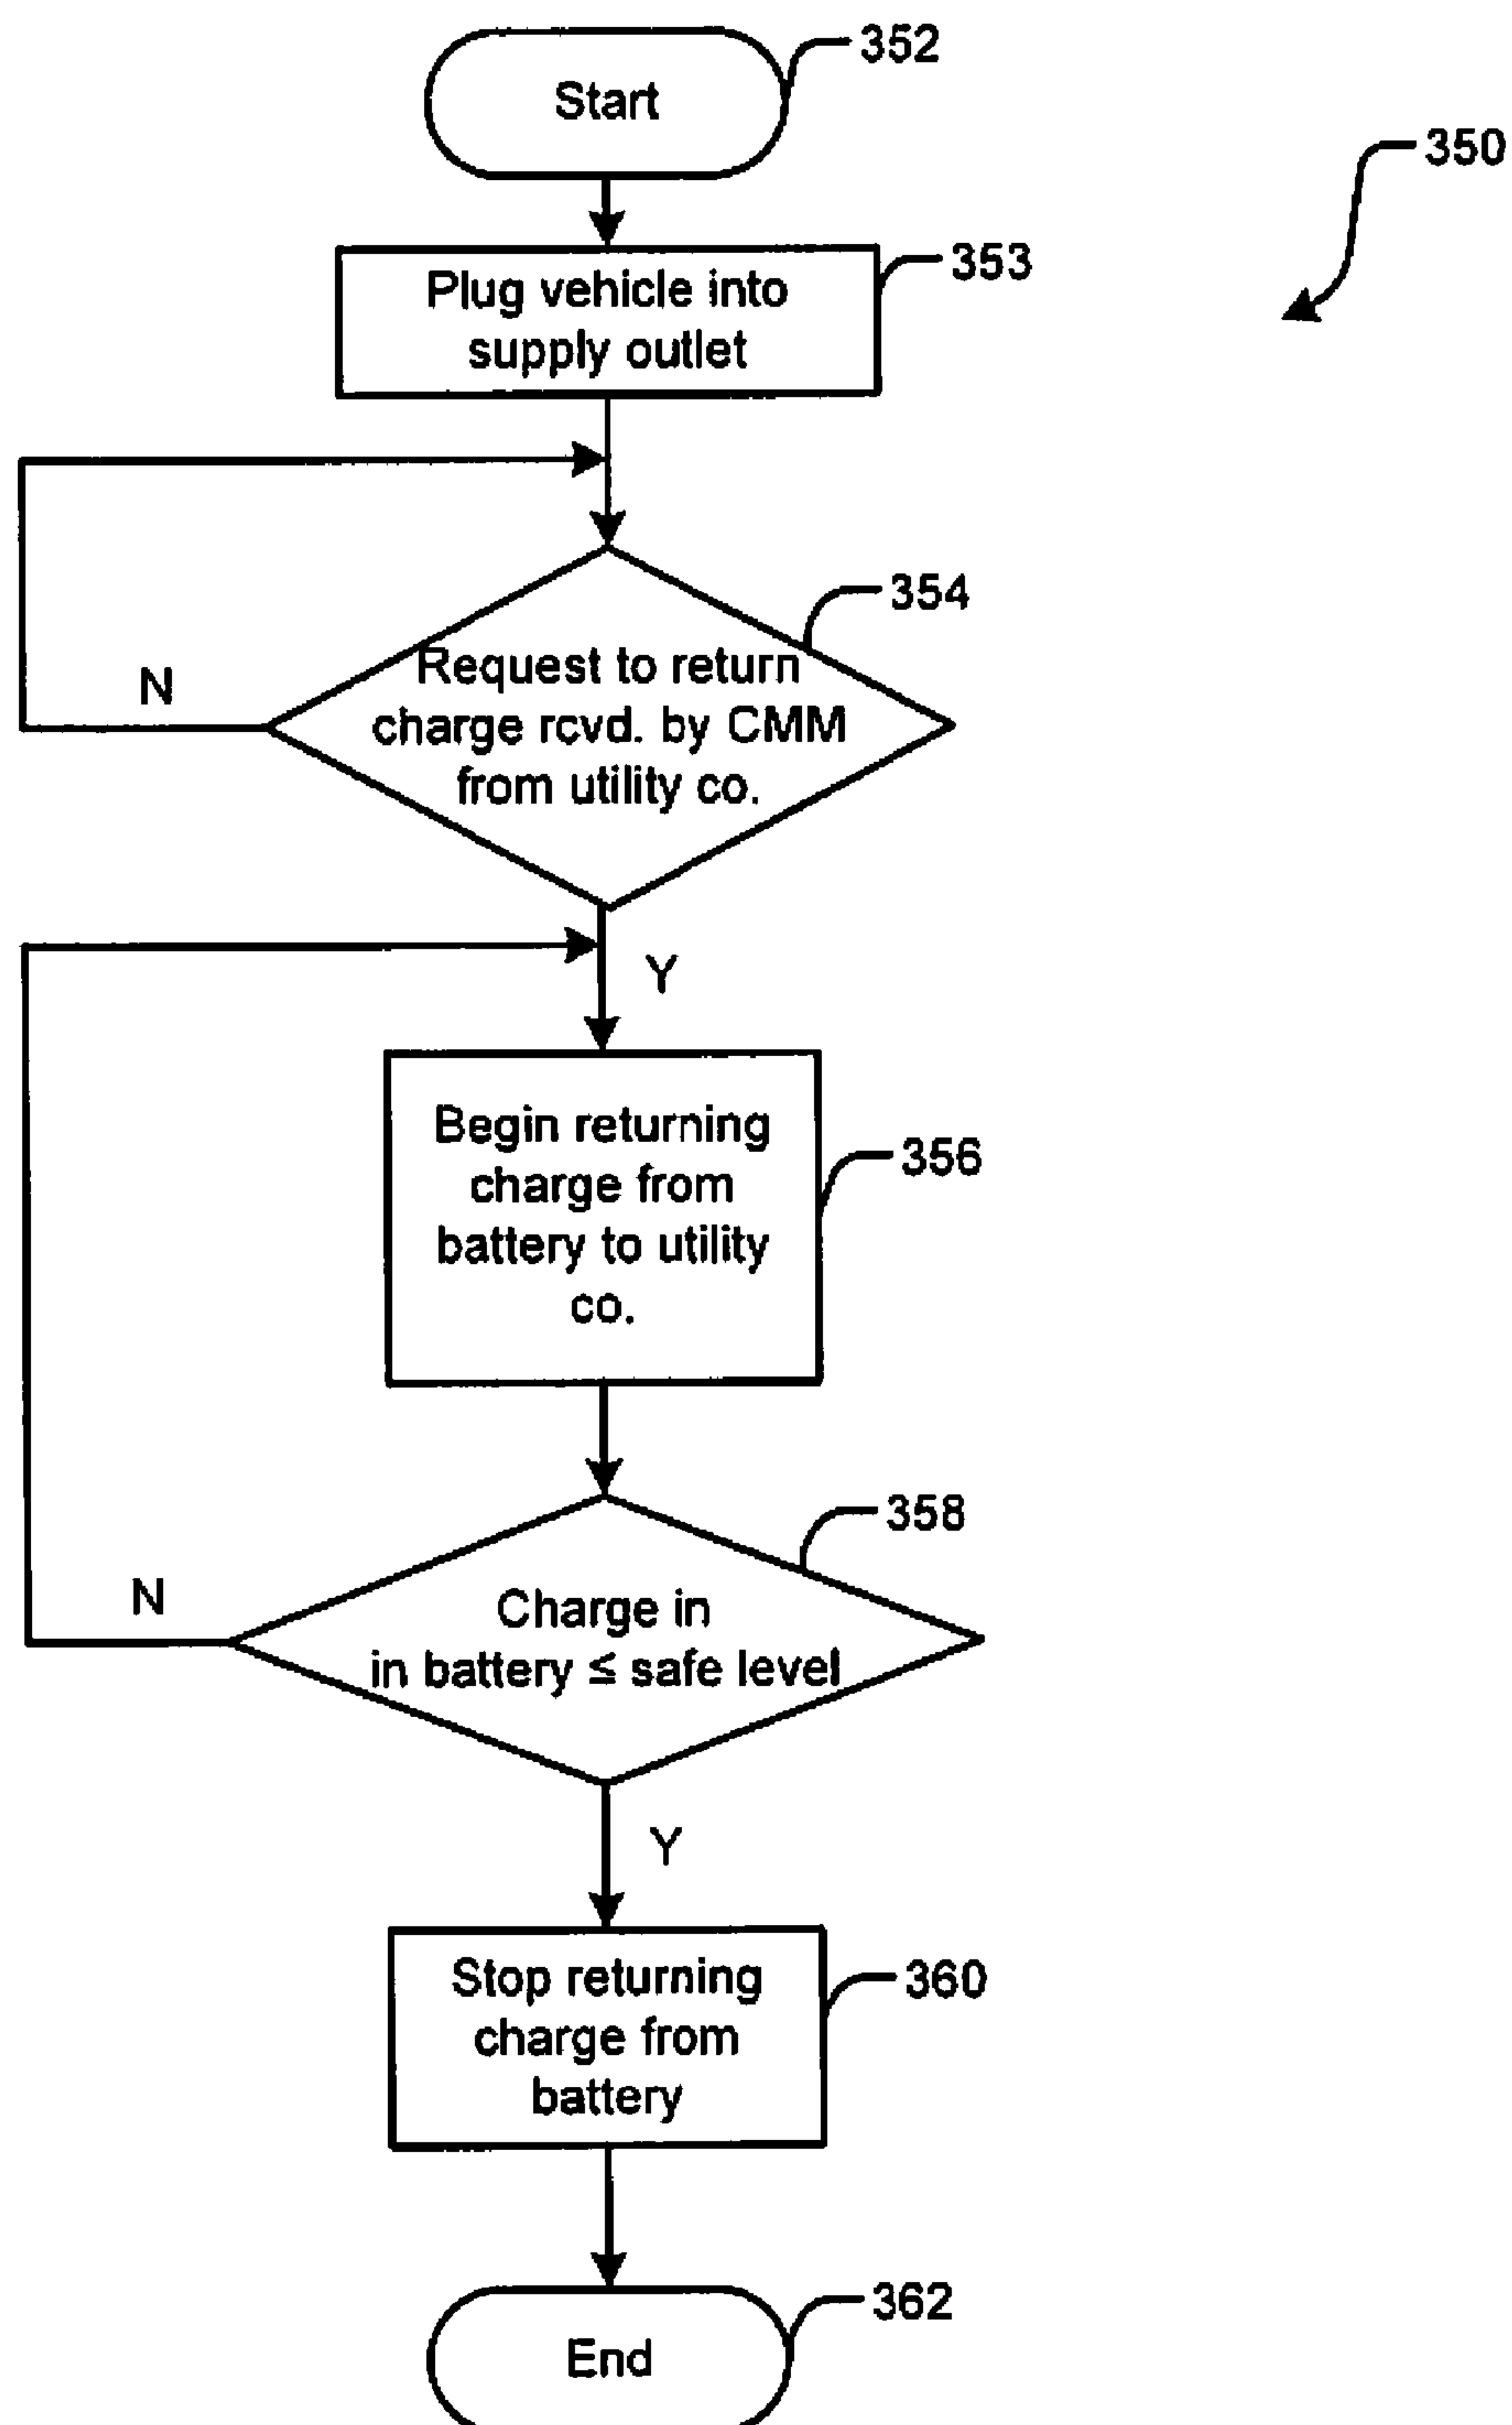 352
Start
350
353
Plug vehicle into
supply outlet
354
N
Request to return
charge rcvd. by CMM
from utility co.
Y
Begin returning
charge from
battery to utility
co.
356
358
N
Charge in
in battery ≤ safe level
Y
Stop returning
charge from
battery
360
362
End